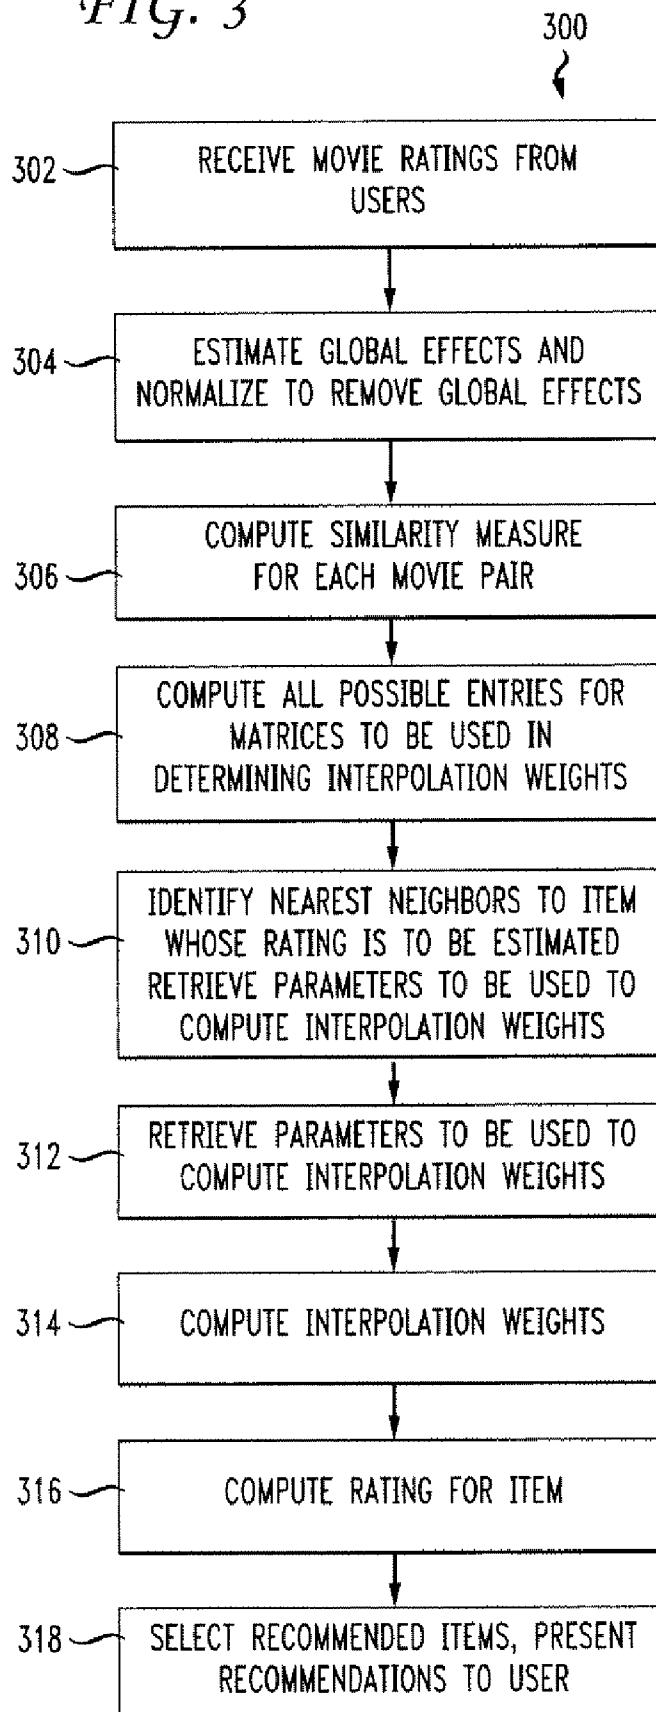 FIG. 3
300
302
RECEIVE MOVIE RATINGS FROM
USERS
304
ESTIMATE GLOBAL EFFECTS AND
NORMALIZE TO REMOVE GLOBAL EFFECTS
306
COMPUTE SIMILARITY MEASURE
FOR EACH MOVIE PAIR
308
COMPUTE ALL POSSIBLE ENTRIES FOR
MATRICES TO BE USED IN
DETERMINING INTERPOLATION WEIGHTS
310
IDENTIFY NEAREST NEIGHBORS TO ITEM
WHOSE RATING IS TO BE ESTIMATED
RETRIEVE PARAMETERS TO BE USED TO
COMPUTE INTERPOLATION WEIGHTS
312
RETRIEVE PARAMETERS TO BE USED TO
COMPUTE INTERPOLATION WEIGHTS
314
COMPUTE INTERPOLATION WEIGHTS
316
COMPUTE RATING FOR ITEM
318
SELECT RECOMMENDED ITEMS, PRESENT
RECOMMENDATIONS TO USER